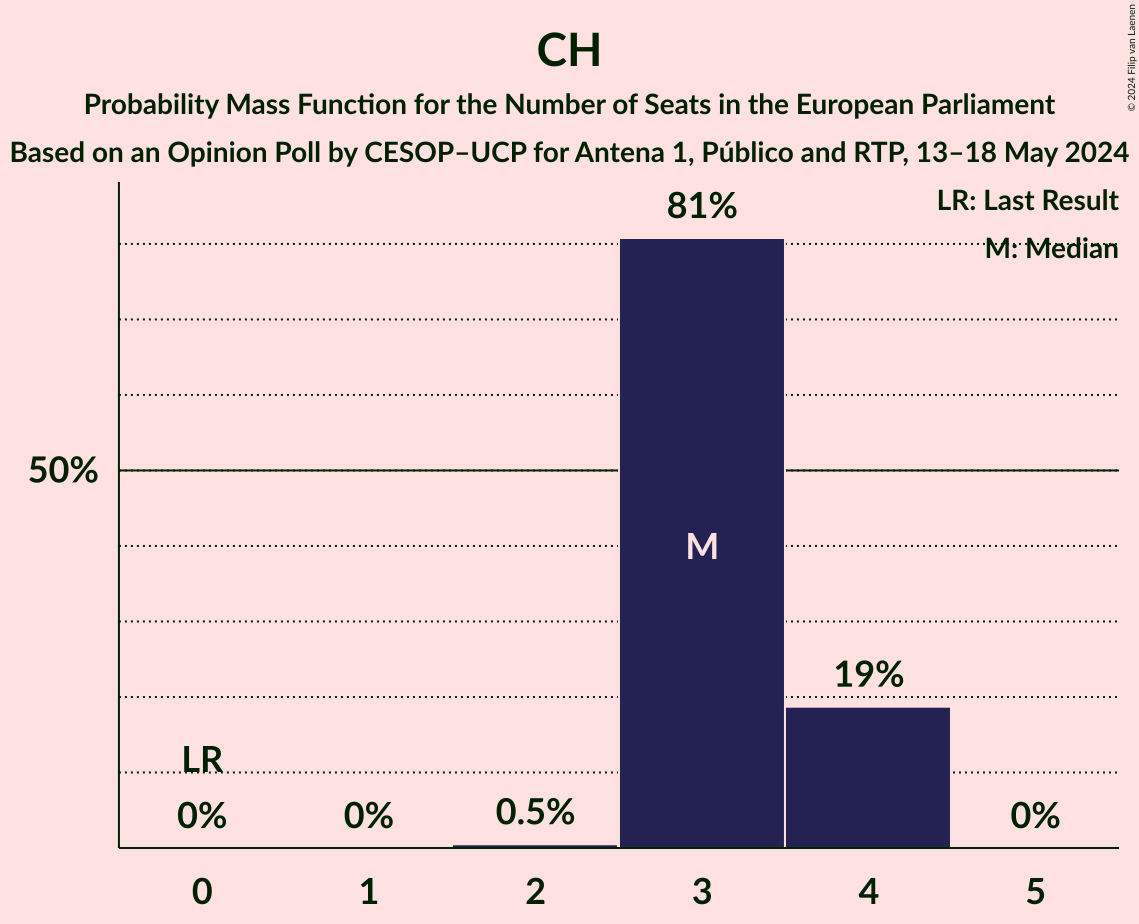 CH
Probability Mass Function for the Number of Seats in the European Parliament
Based on an Opinion Poll by CESOP–UCP for Antena 1, Público and RTP, 13–18 May 2024
© 2024 Filip van Laenen
LR: Last Result
M: Median
81%
50%
M
19%
LR
0%
0%
0.5%
0%
0
1
2
3
4
5